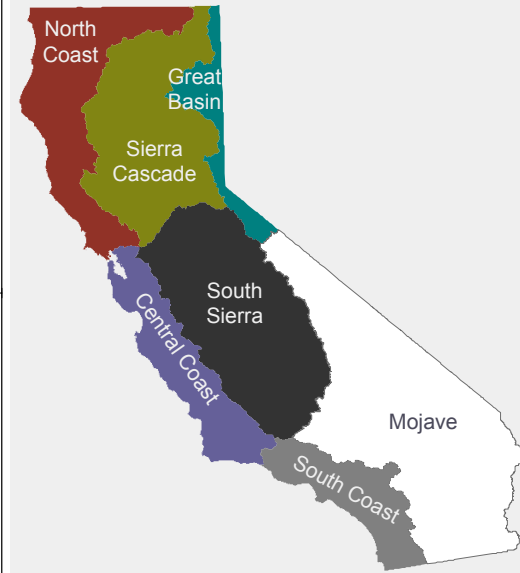 North
Coast
Great
Basin
Sierra
Cascade
South
Sierra
Central Coast
Mojave
South Coast